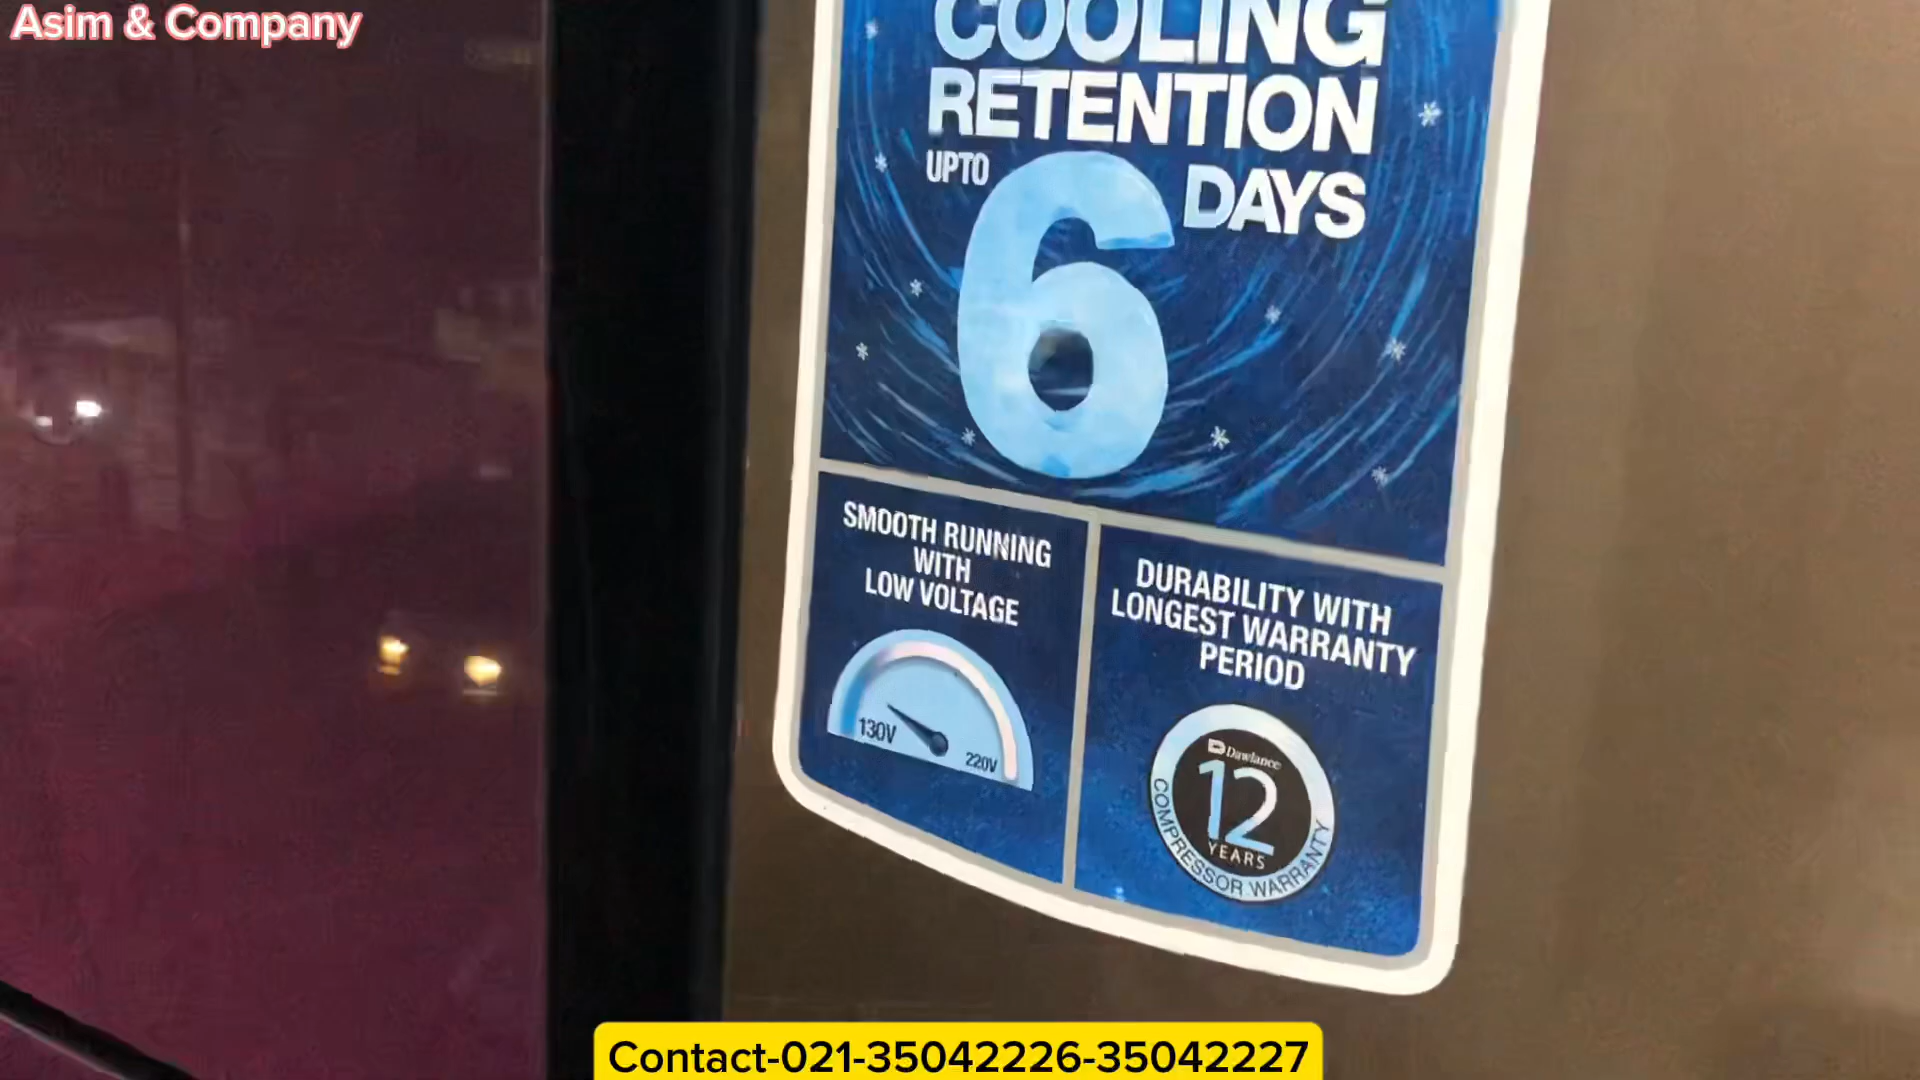 Asim & Company
COOLING
RETENTION
UPTO
6
DAYS
SMOOTH RUNNING
WITH
LOW VOLTAGE
130V
220V
DURABILITY WITH
LONGEST WARRANTY
PERIOD
Dawlance
12
YEARS
COMPRESSOR WARRANTY
Contact-021-35042226-35042227